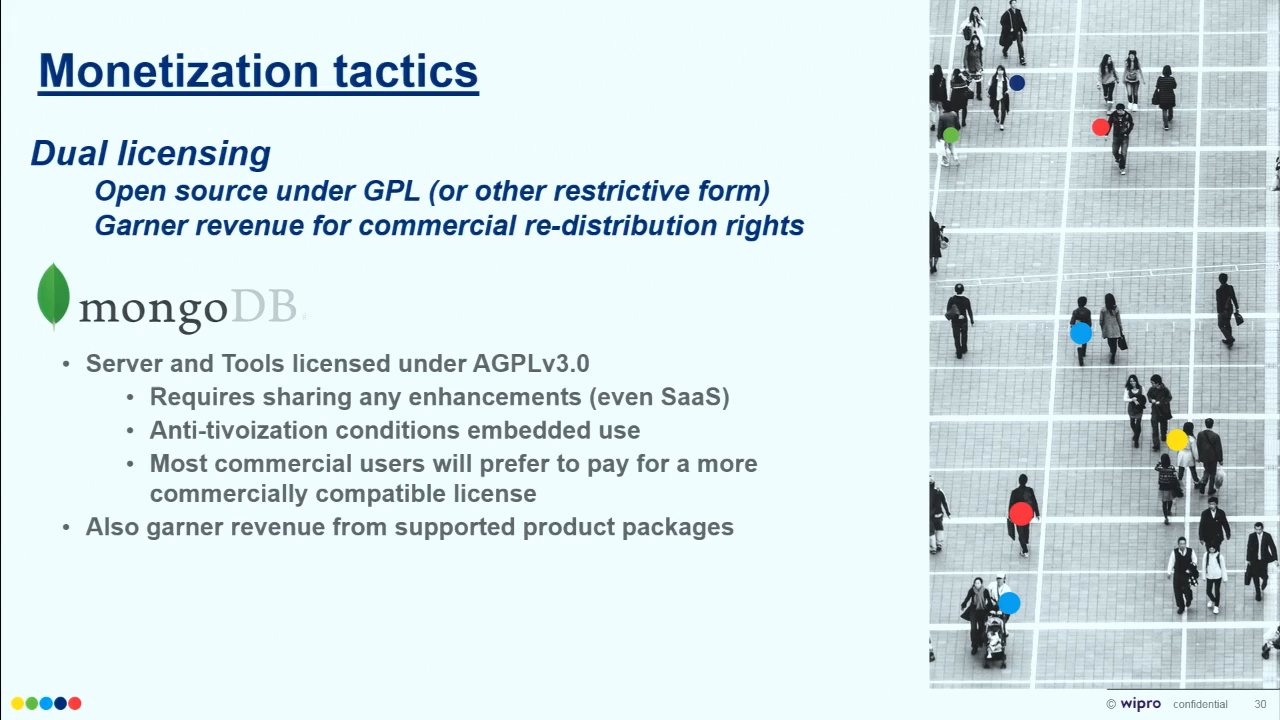 Monetization tactics
Dual licensing
Open source under GPL (or other restrictive form)
Garner revenue for commercial re-distribution rights
mongoDB
• Server and Tools licensed under AGPLv3.0
• Requires sharing any enhancements (even SaaS)
• Anti-tivoization conditions embedded use
• Most commercial users will prefer to pay for a more
commercially compatible license
• Also garner revenue from supported product packages
© wipro confidential 30